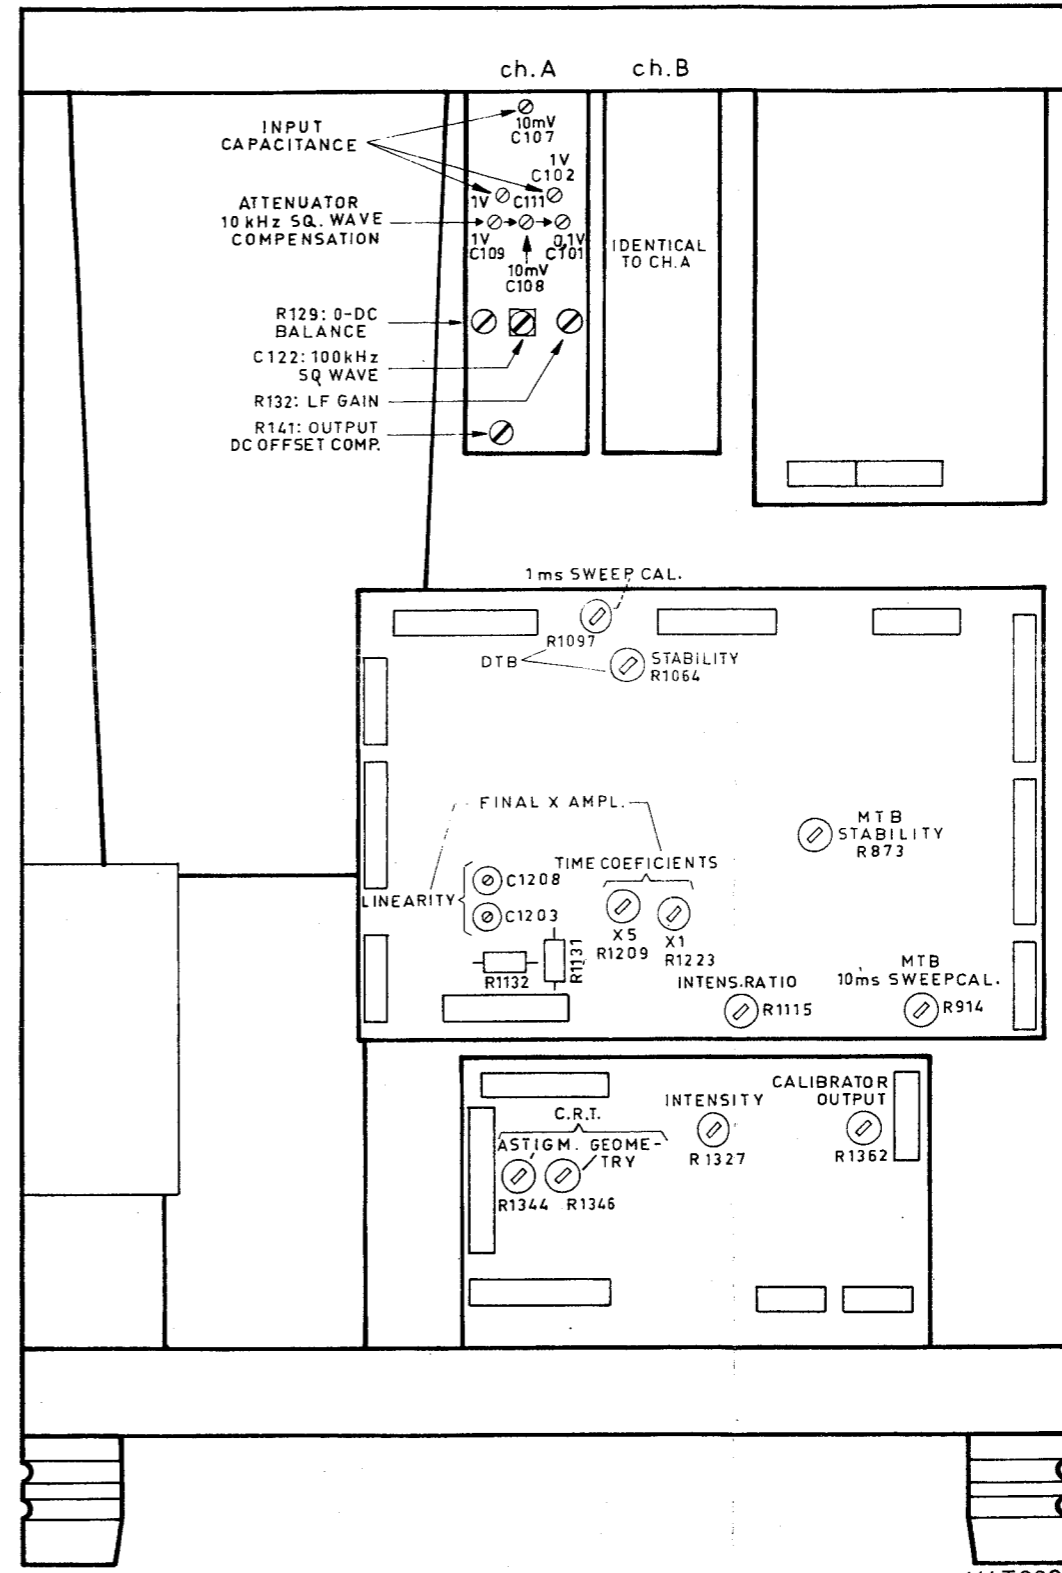 ch.A
ch.B
INPUT
CAPACITANCE
10mV
C107
1V
C102
1V
C111
ATTENUATOR
10 kHz SQ. WAVE
COMPENSATION
1V
C109
0,1V
C101
10mV
C108
IDENTICAL
TO CH.A
R129: 0-DC
BALANCE
C122: 100kHz
SQ WAVE
R132: LF GAIN
R141: OUTPUT
DC OFFSET COMP.
1 ms SWEEP CAL.
R1097
DTB
STABILITY
R1064
FINAL X AMPL.
MTB
STABILITY
R873
TIME COEFICIENTS
LINEARITY
C1208
C1203
X5
R1209
X1
R1223
R1132
R1131
INTENS.RATIO
R1115
MTB
10ms SWEEPCAL.
R914
C.R.T.
ASTIGM.
GEOME-
TRY
R1344
R1346
INTENSITY
R1327
CALIBRATOR
OUTPUT
R1362